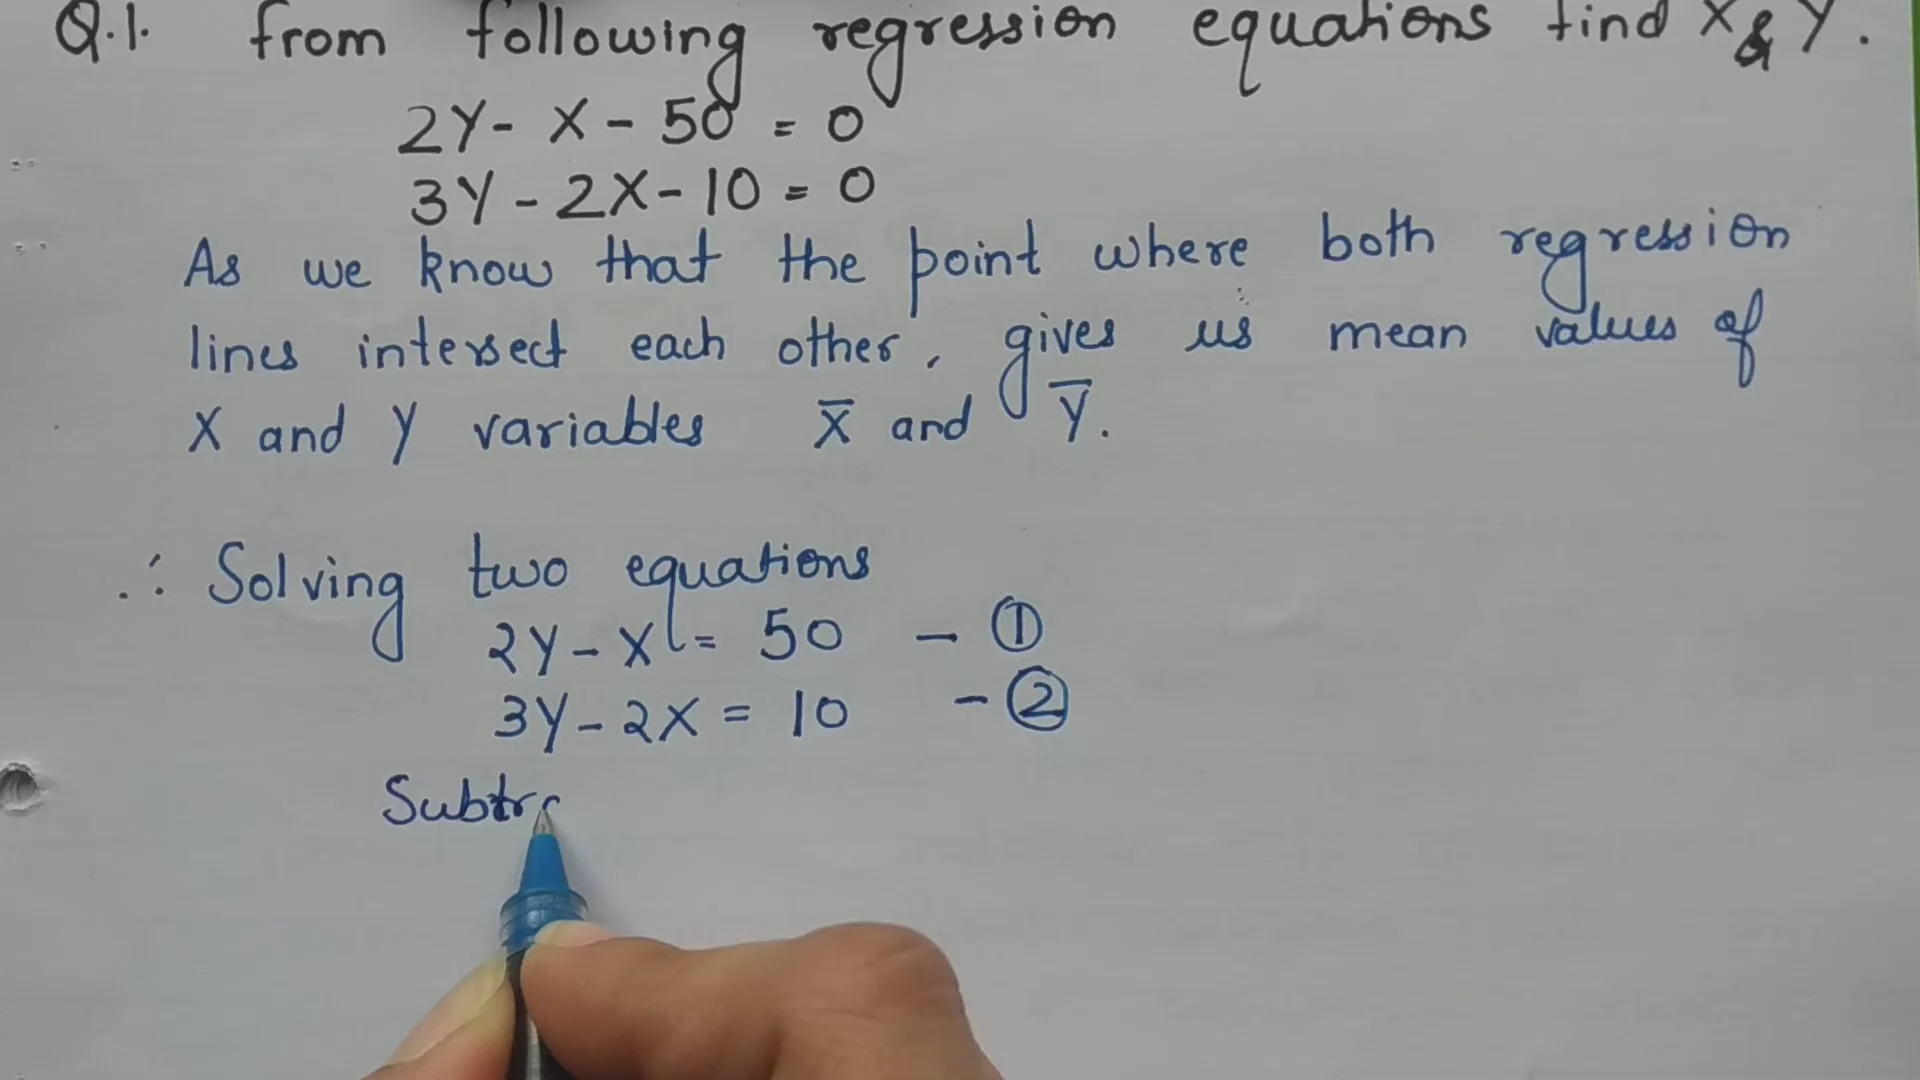 Q.1. From following regression equations find X & Y.
2Y - X - 50 = 0
3Y - 2X - 10 = 0
As we know that the point where both regression
lines intersect each other, gives us mean values of
X and Y variables X̅ and Y̅.
∴ Solving two equations
2Y - X = 50 - ①
3Y - 2X = 10 - ②
Subtra